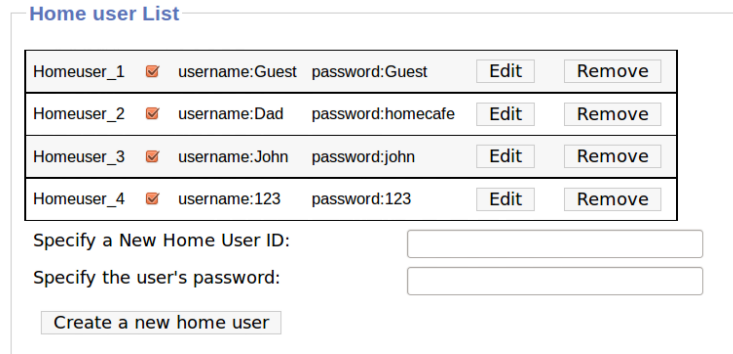 Home user List
Homeuser_1 username:Guest password:Guest Edit Remove
Homeuser_2 username:Dad password:homecafe Edit Remove
Homeuser_3 username:John password:john Edit Remove
Homeuser_4 username:123 password:123 Edit Remove
Specify a New Home User ID:
Specify the user's password:
Create a new home user